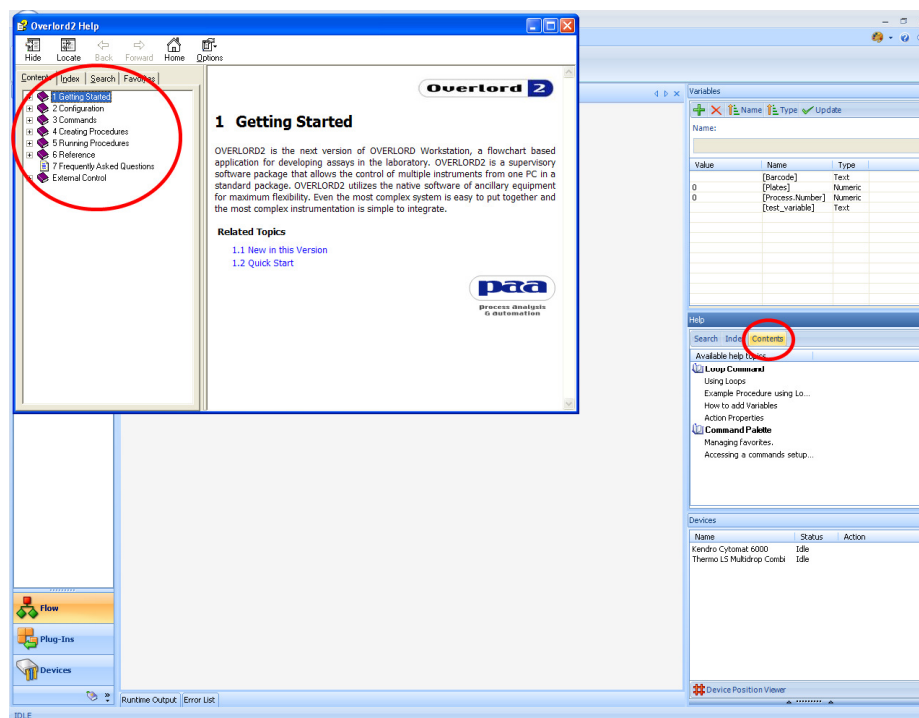 Overlord2 Help
Hide Locate Back Forward Home Options
Contents Index Search Favorites
1 Getting Started
2 Configuration
3 Commands
4 Creating Procedures
5 Running Procedures
6 Reference
7 Frequently Asked Questions
External Control
Overlord 2
1 Getting Started
OVERLORD2 is the next version of OVERLORD Workstation, a flowchart based
application for developing assays in the laboratory. OVERLORD2 is a supervisory
software package that allows the control of multiple instruments from one PC in a
standard package. OVERLORD2 utilizes the native software of ancillary equipment
for maximum flexibility. Even the most complex system is easy to put together and
the most complex instrumentation is simple to integrate.
Related Topics
1.1 New in this Version
1.2 Quick Start
paa
process analysis
& automation
Variables
Name Type Update
Name:
Value Name Type
[Barcode] Text
0 [Plates] Numeric
0 [Process.Number] Numeric
[test_variable] Text
Help
Search Index Contents
Available help topics
Loop Command
Using Loops
Example Procedure using Lo...
How to add Variables
Action Properties
Command Palette
Managing favorites.
Accessing a commands setup...
Devices
Name Status Action
Kendro Cytomat 6000 Idle
Thermo LS Multidrop Combi Idle
Device Position Viewer
Flow
Plug-Ins
Devices
Runtime Output Error List
IDLE